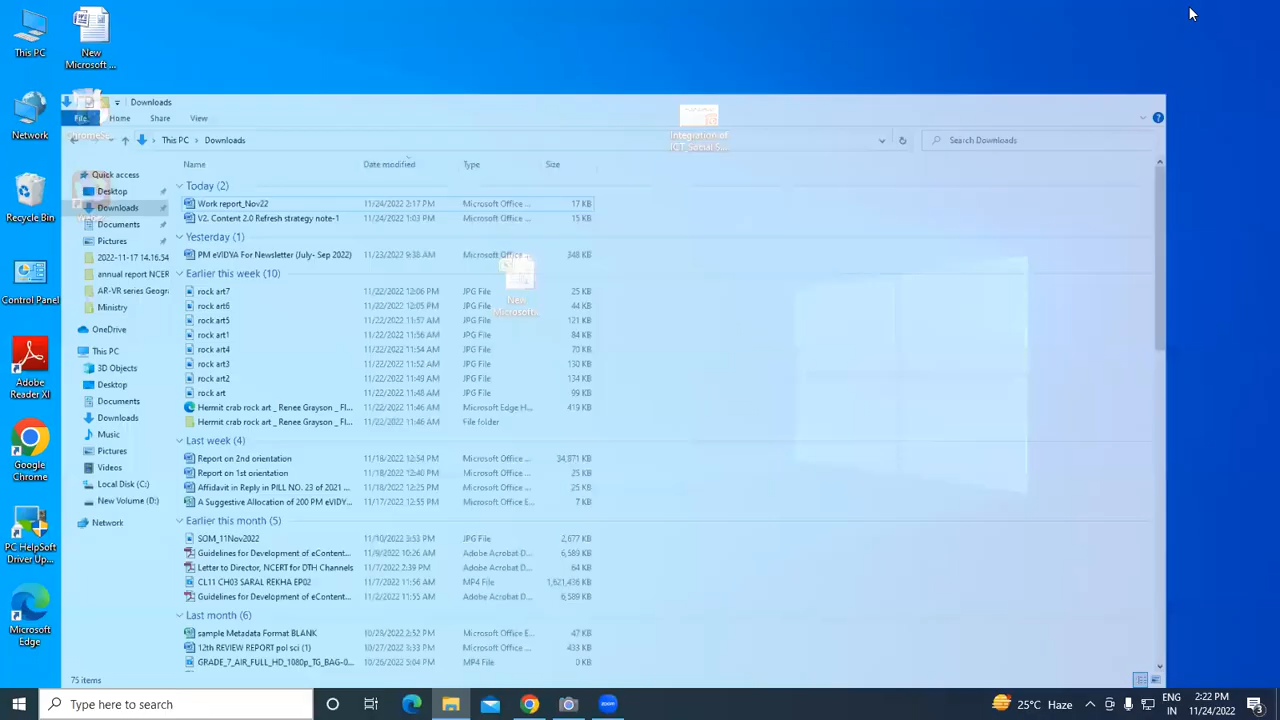 This PC
New
Microsoft ...
Downloads
File
Home
Share
View
This PC
Downloads
Search Downloads
Integration of
ICT_Social S...
Network
Recycle Bin
Control Panel
Adobe
Reader XI
Google
Chrome
PC HelpSoft
Driver Up...
Microsoft
Edge
Quick access
Desktop
Downloads
Documents
Pictures
2022-11-17 14.16.54
annual report NCER
AR-VR series Geogra
Ministry
OneDrive
This PC
3D Objects
Desktop
Documents
Downloads
Music
Pictures
Videos
Local Disk (C:)
New Volume (D:)
Network
Name Date modified Type Size
Today (2)
Work report_Nov22 11/24/2022 2:17 PM Microsoft Office ... 17 KB
V2. Content 2.0 Refresh strategy note-1 11/24/2022 1:03 PM Microsoft Office ... 15 KB
Yesterday (1)
PM eVIDYA For Newsletter (July- Sep 2022) 11/23/2022 9:38 AM Microsoft Office ... 348 KB
Earlier this week (10)
rock art7 11/22/2022 12:06 PM JPG File 25 KB
rock art6 11/22/2022 12:05 PM JPG File 44 KB
rock art5 11/22/2022 11:57 AM JPG File 121 KB
rock art1 11/22/2022 11:56 AM JPG File 84 KB
rock art4 11/22/2022 11:54 AM JPG File 70 KB
rock art3 11/22/2022 11:52 AM JPG File 130 KB
rock art2 11/22/2022 11:49 AM JPG File 134 KB
rock art 11/22/2022 11:48 AM JPG File 99 KB
Hermit crab rock art _ Renee Grayson _ Fl... 11/22/2022 11:46 AM Microsoft Edge H... 419 KB
Hermit crab rock art _ Renee Grayson _ Fl... 11/22/2022 11:46 AM File folder
New
Microsoft...
Last week (4)
Report on 2nd orientation 11/18/2022 12:54 PM Microsoft Office ... 34,871 KB
Report on 1st orientation 11/18/2022 12:40 PM Microsoft Office ... 25 KB
Affidavit in Reply in PILL NO. 23 of 2021 ... 11/18/2022 12:25 PM Microsoft Office ... 25 KB
A Suggestive Allocation of 200 PM eVIDY... 11/17/2022 12:55 PM Microsoft Office E... 7 KB
Earlier this month (5)
SOM_11Nov2022 11/10/2022 3:53 PM JPG File 2,677 KB
Guidelines for Development of eContent... 11/9/2022 10:26 AM Adobe Acrobat D... 6,589 KB
Letter to Director, NCERT for DTH Channels 11/7/2022 2:39 PM Adobe Acrobat D... 64 KB
CL11 CH03 SARAL REKHA EP02 11/7/2022 11:56 AM MP4 File 1,621,436 KB
Guidelines for Development of eContent... 11/2/2022 11:55 AM Adobe Acrobat D... 6,589 KB
Last month (6)
sample Metadata Format BLANK 10/28/2022 2:52 PM Microsoft Office E... 47 KB
12th REVIEW REPORT pol sci (1) 10/27/2022 3:33 PM Microsoft Office ... 433 KB
GRADE_7_AIR_FULL_HD_1080p_TG_BAG-0... 10/26/2022 5:04 PM MP4 File 0 KB
75 items
Type here to search
zoom
25°C Haze
ENG
IN
2:22 PM
11/24/2022